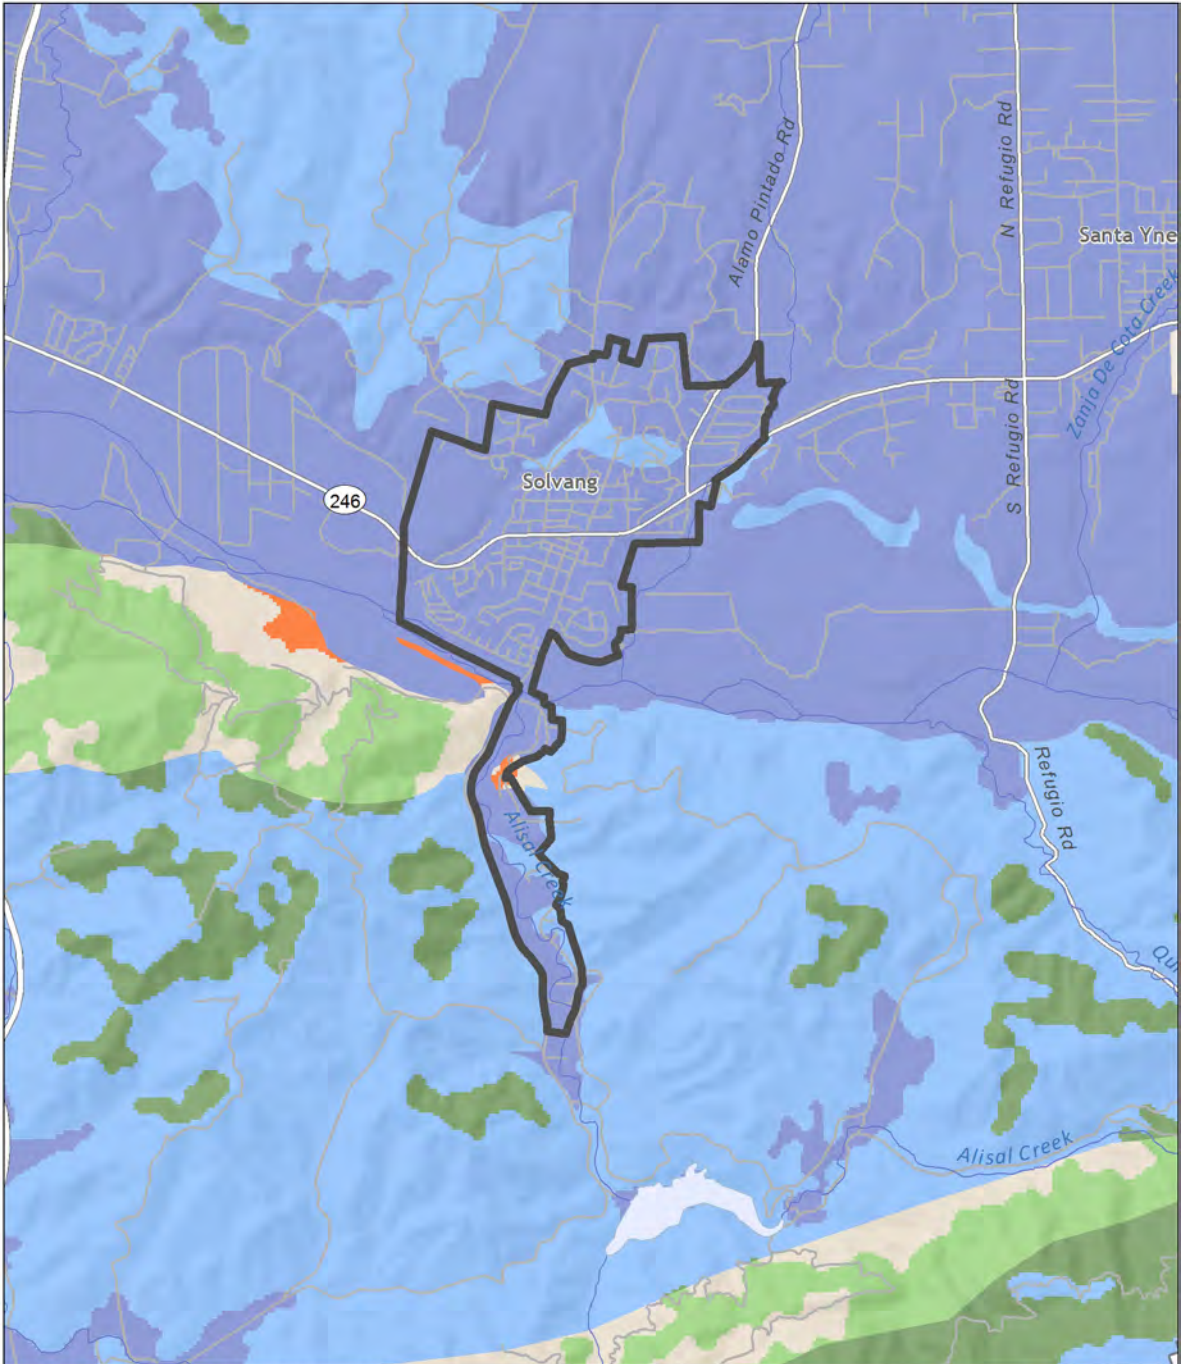 Alamo Pintado Rd
N Refugio Rd
Santa Yne
Zanja De Cota Creek
S Refugio Rd
Solvang
246
Refugio Rd
Alisal Creek
Qui
Alisal Creek